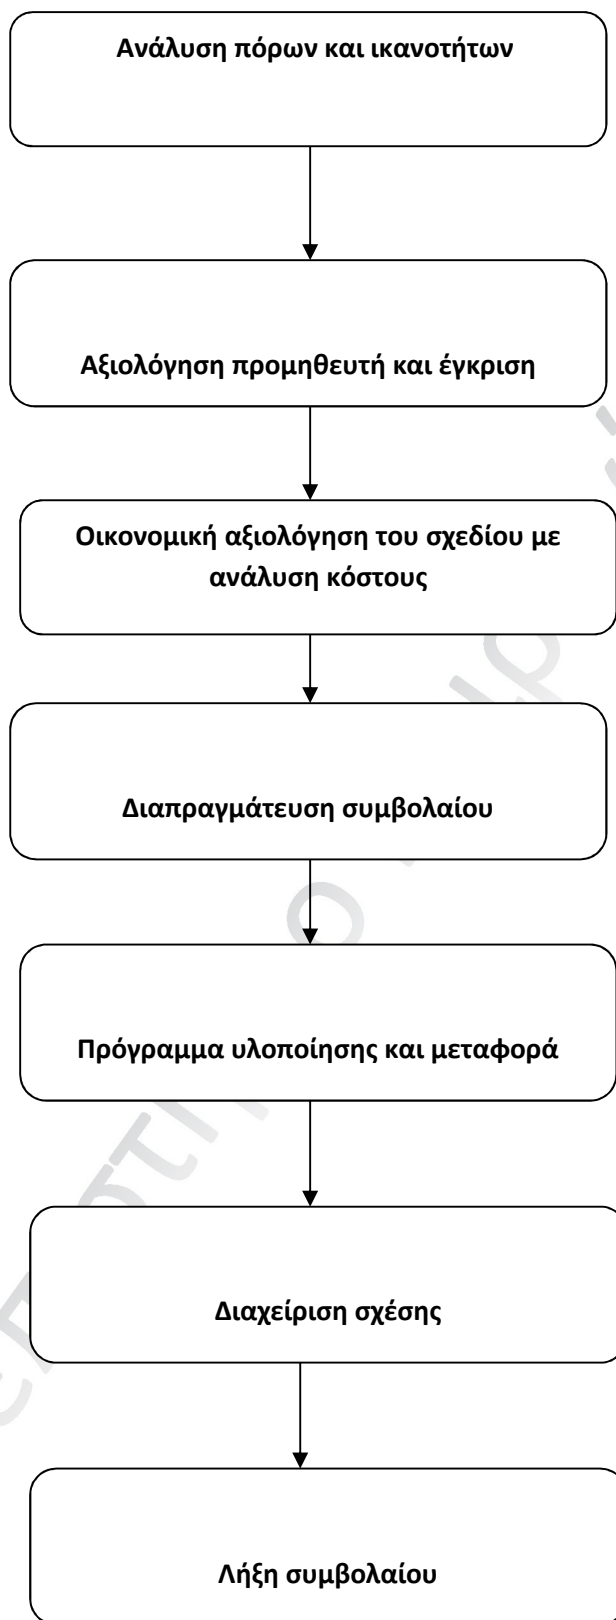 Ανάλυση πόρων και ικανοτήτων
Αξιολόγηση προμηθευτή και έγκριση
Οικονομική αξιολόγηση του σχεδίου με
ανάλυση κόστους
Διαπραγμάτευση συμβολαίου
Πρόγραμμα υλοποίησης και μεταφορά
Διαχείριση σχέσης
Λήξη συμβολαίου